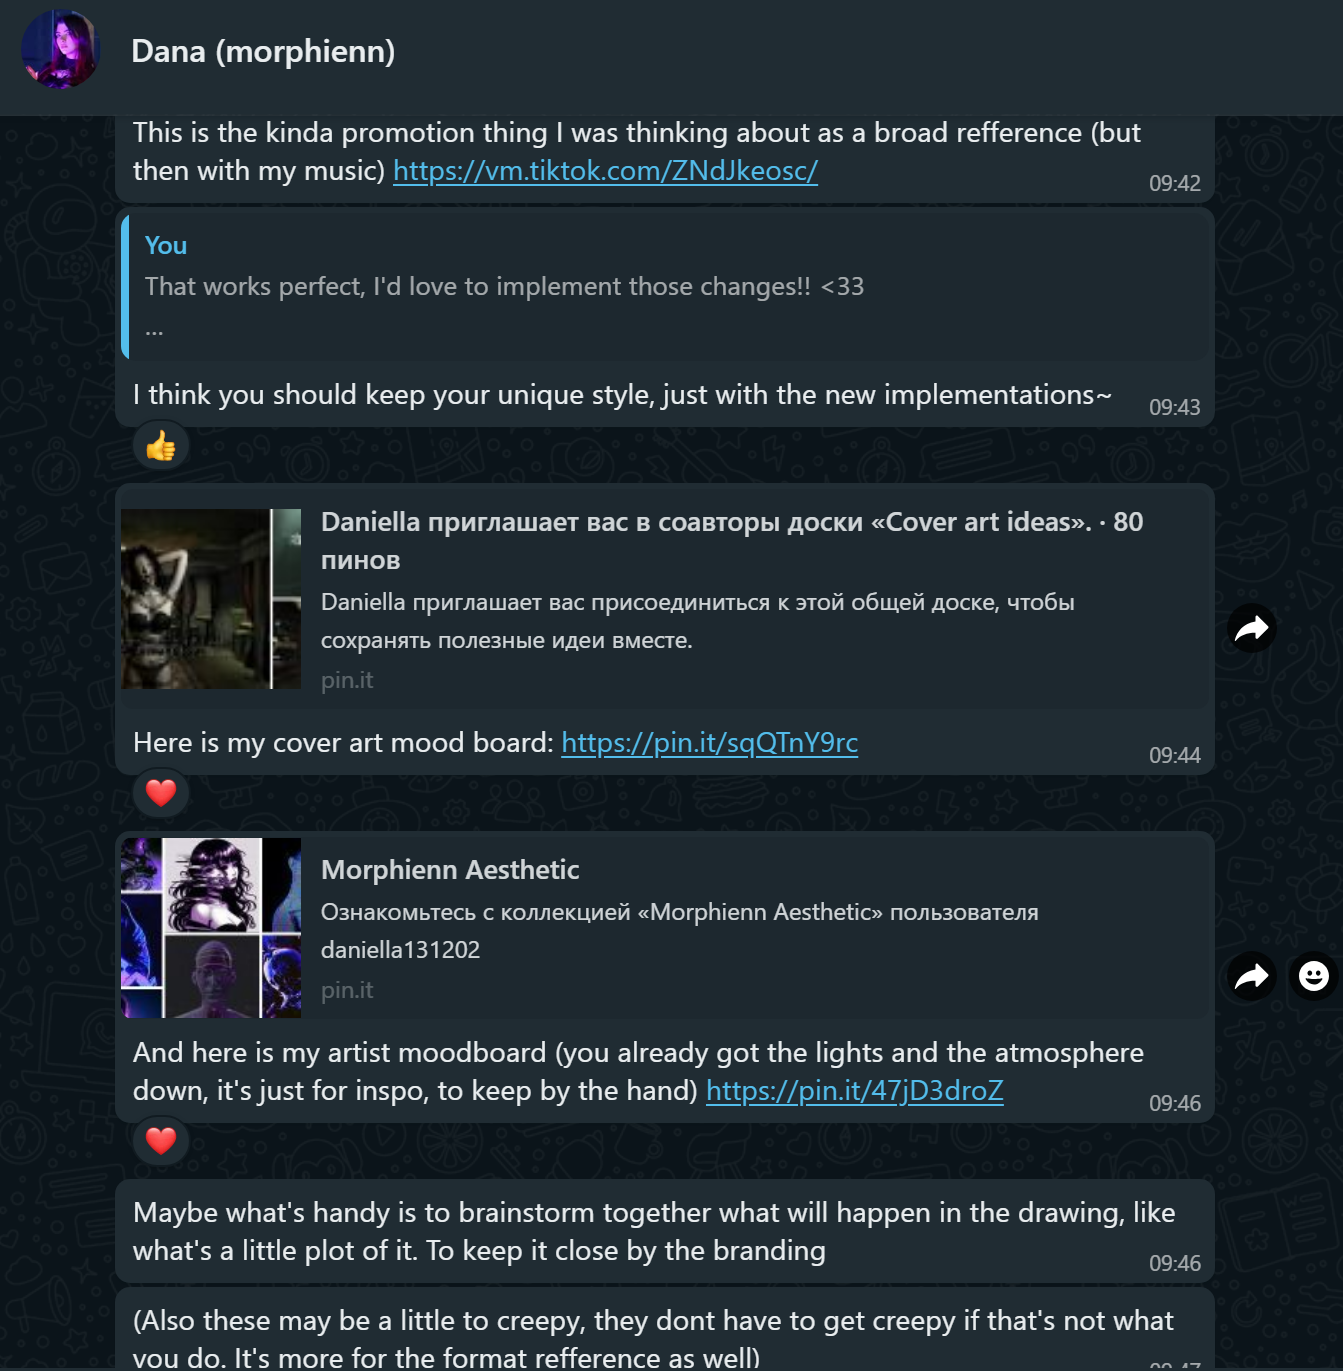 Dana (morphienn)
This is the kinda promotion thing I was thinking about as a broad refference (but
then with my music) https://vm.tiktok.com/ZNdJkeosc/
09:42
You
That works perfect, I'd love to implement those changes!! <33
...
I think you should keep your unique style, just with the new implementations~
09:43
Daniella приглашает вас в соавторы доски «Cover art ideas». · 80
пинов
Daniella приглашает вас присоединиться к этой общей доске, чтобы
сохранять полезные идеи вместе.
pin.it
Here is my cover art mood board: https://pin.it/sqQTnY9rc
09:44
Morphienn Aesthetic
Ознакомьтесь с коллекцией «Morphienn Aesthetic» пользователя
daniella131202
pin.it
And here is my artist moodboard (you already got the lights and the atmosphere
down, it's just for inspo, to keep by the hand) https://pin.it/47jD3droZ
09:46
Maybe what's handy is to brainstorm together what will happen in the drawing, like
what's a little plot of it. To keep it close by the branding
09:46
(Also these may be a little to creepy, they dont have to get creepy if that's not what
you do. It's more for the format refference as well)
09:47